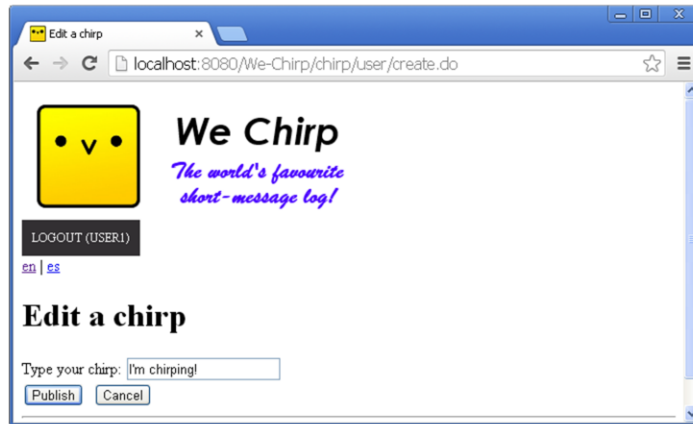 Edit a chirp
localhost:8080/We-Chirp/chirp/user/create.do
We Chirp
The world's favourite
short-message log!
LOGOUT (USER1)
en | es
Edit a chirp
Type your chirp: I'm chirping!
Publish Cancel